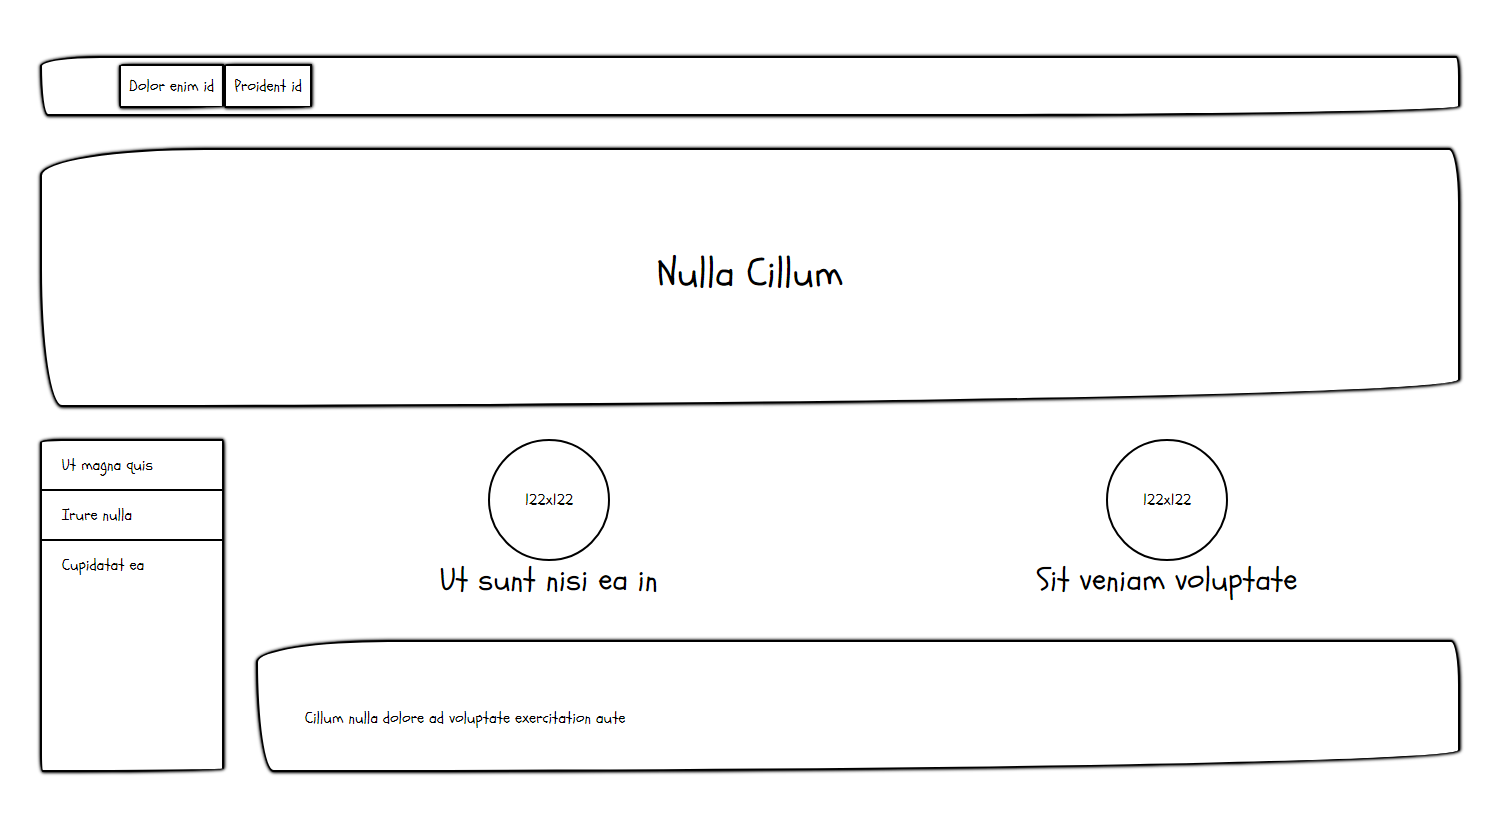 Dolor enim id
Proident id
Nulla Cillum
Ut magna quis
Irure nulla
Cupidatat ea
122x122
Ut sunt nisi ea in
122x122
Sit veniam voluptate
Cillum nulla dolore ad voluptate exercitation aute